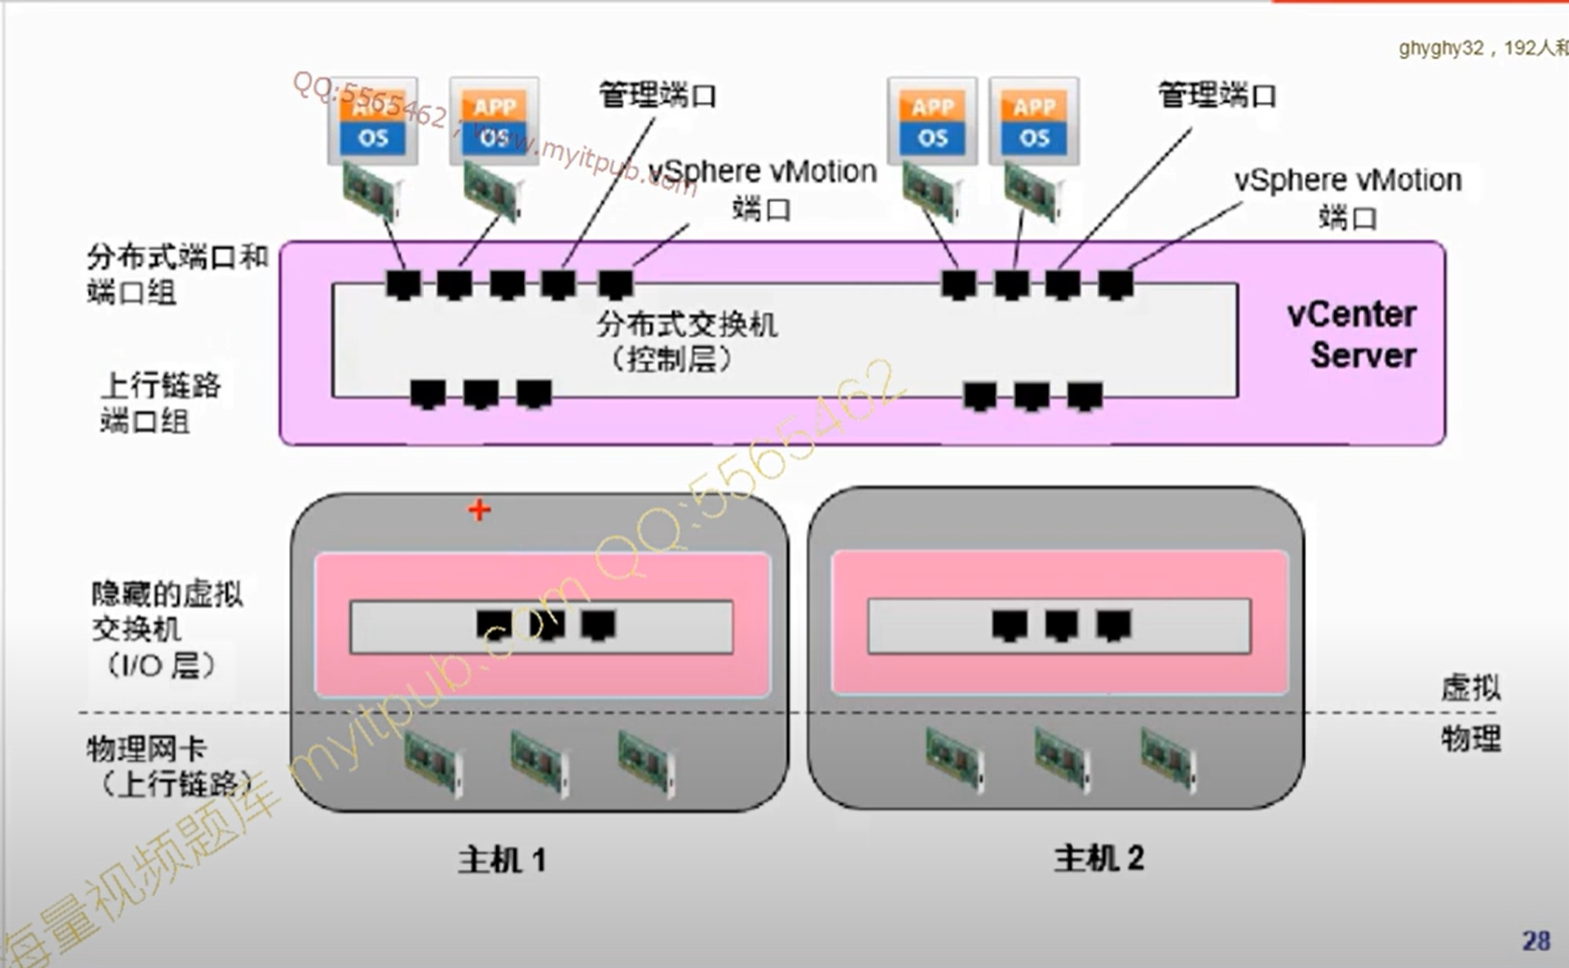 ghyghy32，192人和
QQ:5565462；www.myitpub.com
APP
OS
APP
OS
管理端口
vSphere vMotion
端口
APP
OS
APP
OS
管理端口
vSphere vMotion
端口
分布式端口和
端口组
分布式交换机
（控制层）
vCenter
Server
上行链路
端口组
隐藏的虚拟
交换机
（I/O 层）
虚拟
物理
物理网卡
（上行链路）
主机 1
主机 2
海量视频题库 myitpub.com QQ:5565462
28